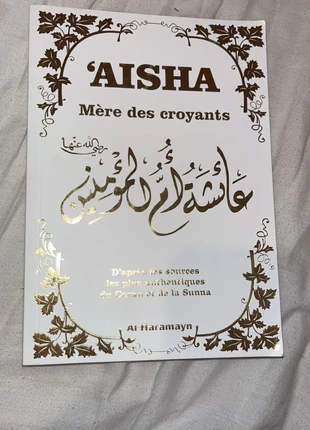 ‘AISHA
Mère des croyants
رضي الله عنها
عائشة أم المؤمنين
D'après les sources
les plus authentiques
du Coran et de la Sunna
Al-Haramayn